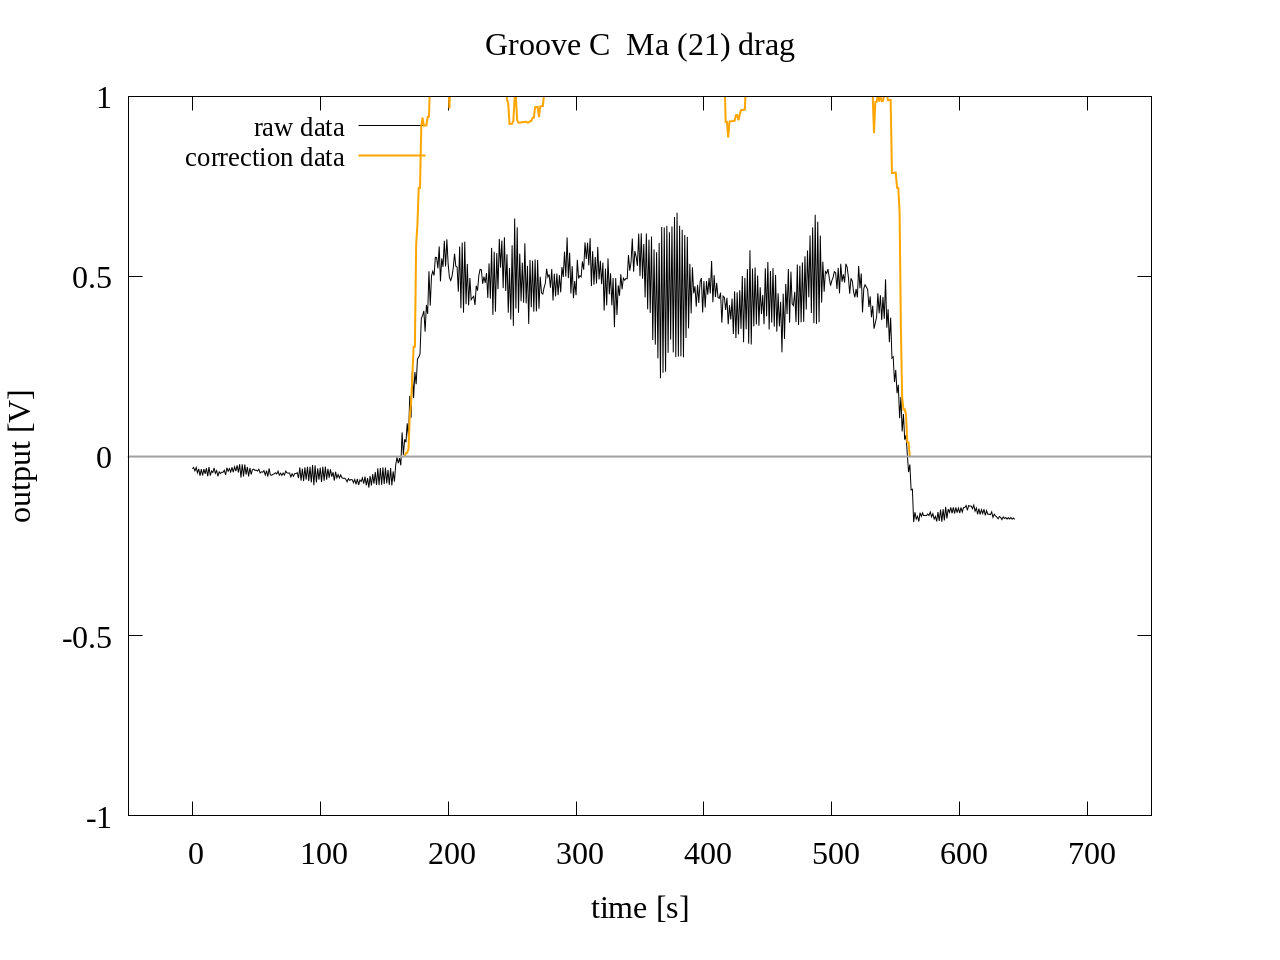 Groove C  Ma (21) drag
1
raw data
correction data
0.5
0
-0.5
-1
output [V]
0 100 200 300 400 500 600 700
time [s]